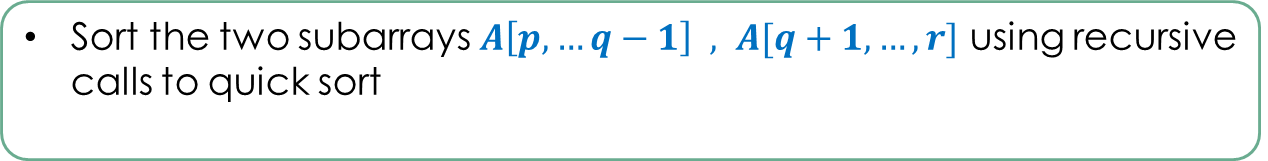 • Sort the two subarrays A[p, … q − 1] , A[q + 1, … , r] using recursive
calls to quick sort